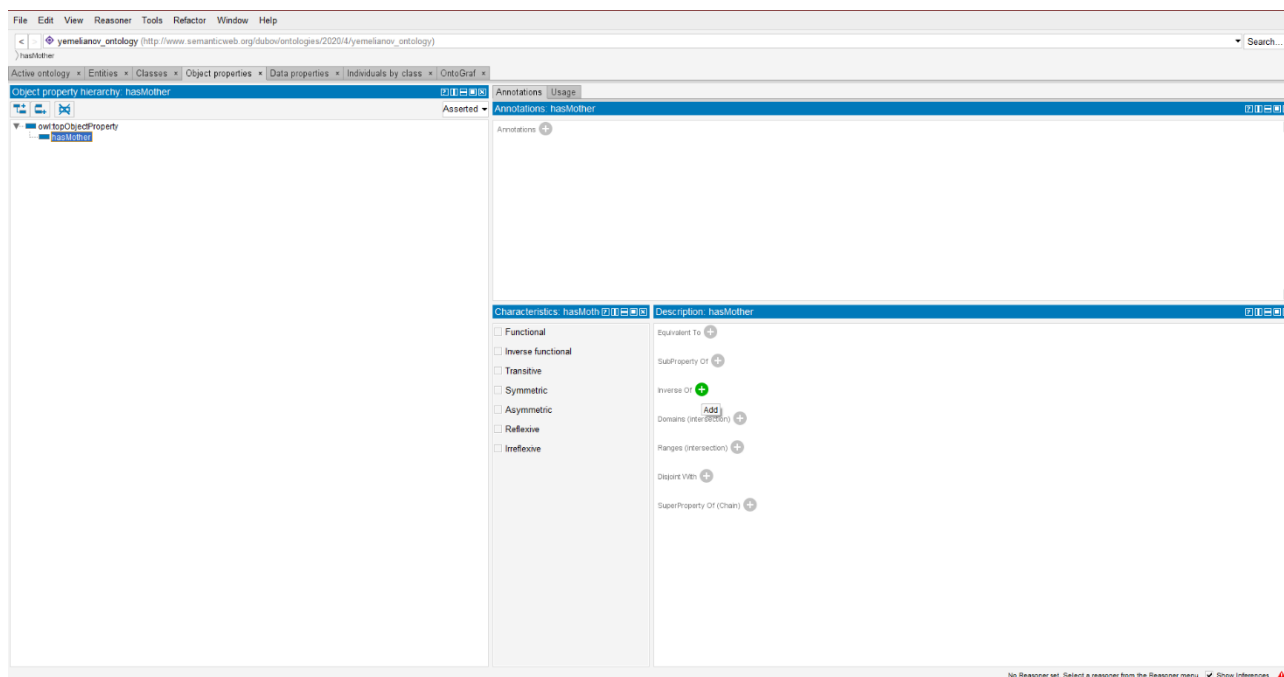 File Edit View Reasoner Tools Refactor Window Help
< > yemelianov_ontology (http://www.semanticweb.org/dubov/ontologies/2020/4/yemelianov_ontology) Search...
hasMother
Active ontology × Entities × Classes × Object properties × Data properties × Individuals by class × OntoGraf ×
Object property hierarchy: hasMother
Asserted
owl:topObjectProperty
hasMother
Annotations Usage
Annotations: hasMother
Annotations
Characteristics: hasMoth
Functional
Inverse functional
Transitive
Symmetric
Asymmetric
Reflexive
Irreflexive
Description: hasMother
Equivalent To
SubProperty Of
Inverse Of
Add
Domains (intersection)
Ranges (intersection)
Disjoint With
SuperProperty Of (Chain)
No Reasoner set. Select a reasoner from the Reasoner menu Show Inferences